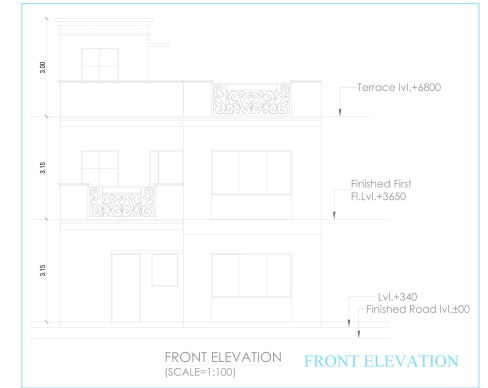 3.00
Terrace lvl.+6800
3.15
Finished First
Fl.Lvl.+3650
3.15
Lvl.+340
Finished Road lvl.±00
FRONT ELEVATION
(SCALE=1:100)
FRONT ELEVATION